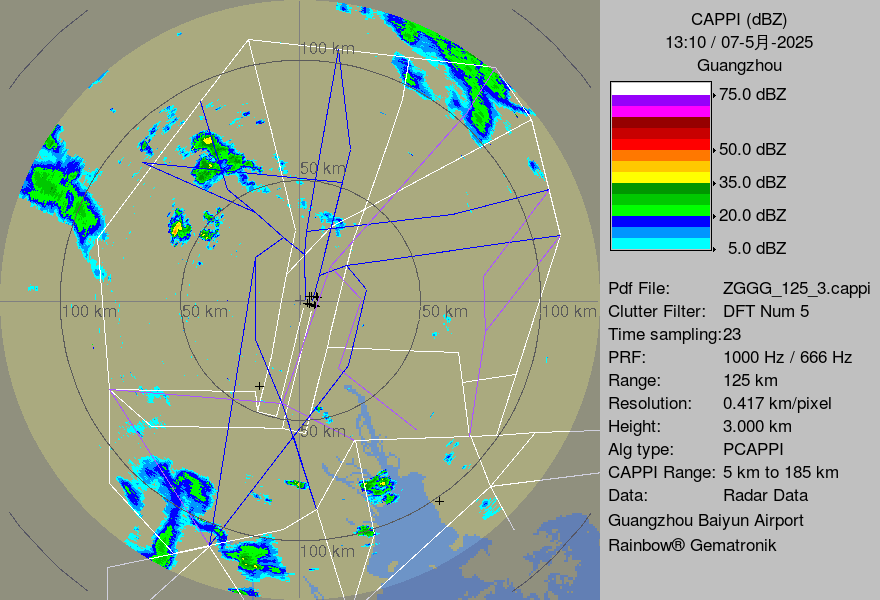 CAPPI (dBZ)
13:10 / 07-5月-2025
Guangzhou
75.0 dBZ
50.0 dBZ
35.0 dBZ
20.0 dBZ
5.0 dBZ
Pdf File: ZGGG_125_3.cappi
Clutter Filter: DFT Num 5
Time sampling:23
PRF: 1000 Hz / 666 Hz
Range: 125 km
Resolution: 0.417 km/pixel
Height: 3.000 km
Alg type: PCAPPI
CAPPI Range: 5 km to 185 km
Data: Radar Data
Guangzhou Baiyun Airport
Rainbow® Gematronik
100 km
50 km
100 km
50 km
50 km
100 km
50 km
100 km